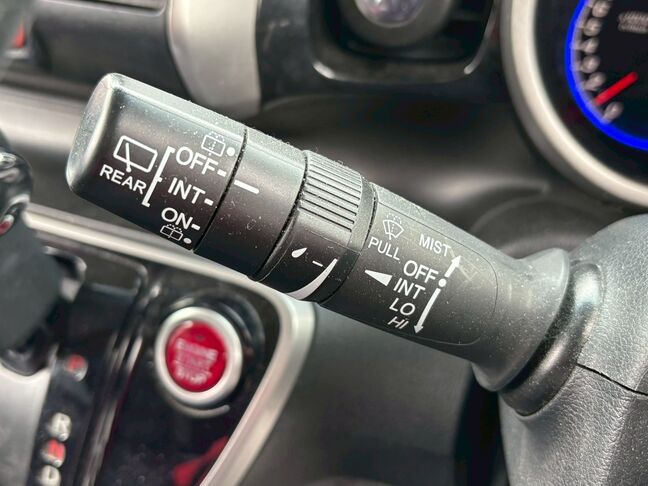 OFF
INT
ON
REAR
PULL
MIST
OFF
INT
LO
HI
R